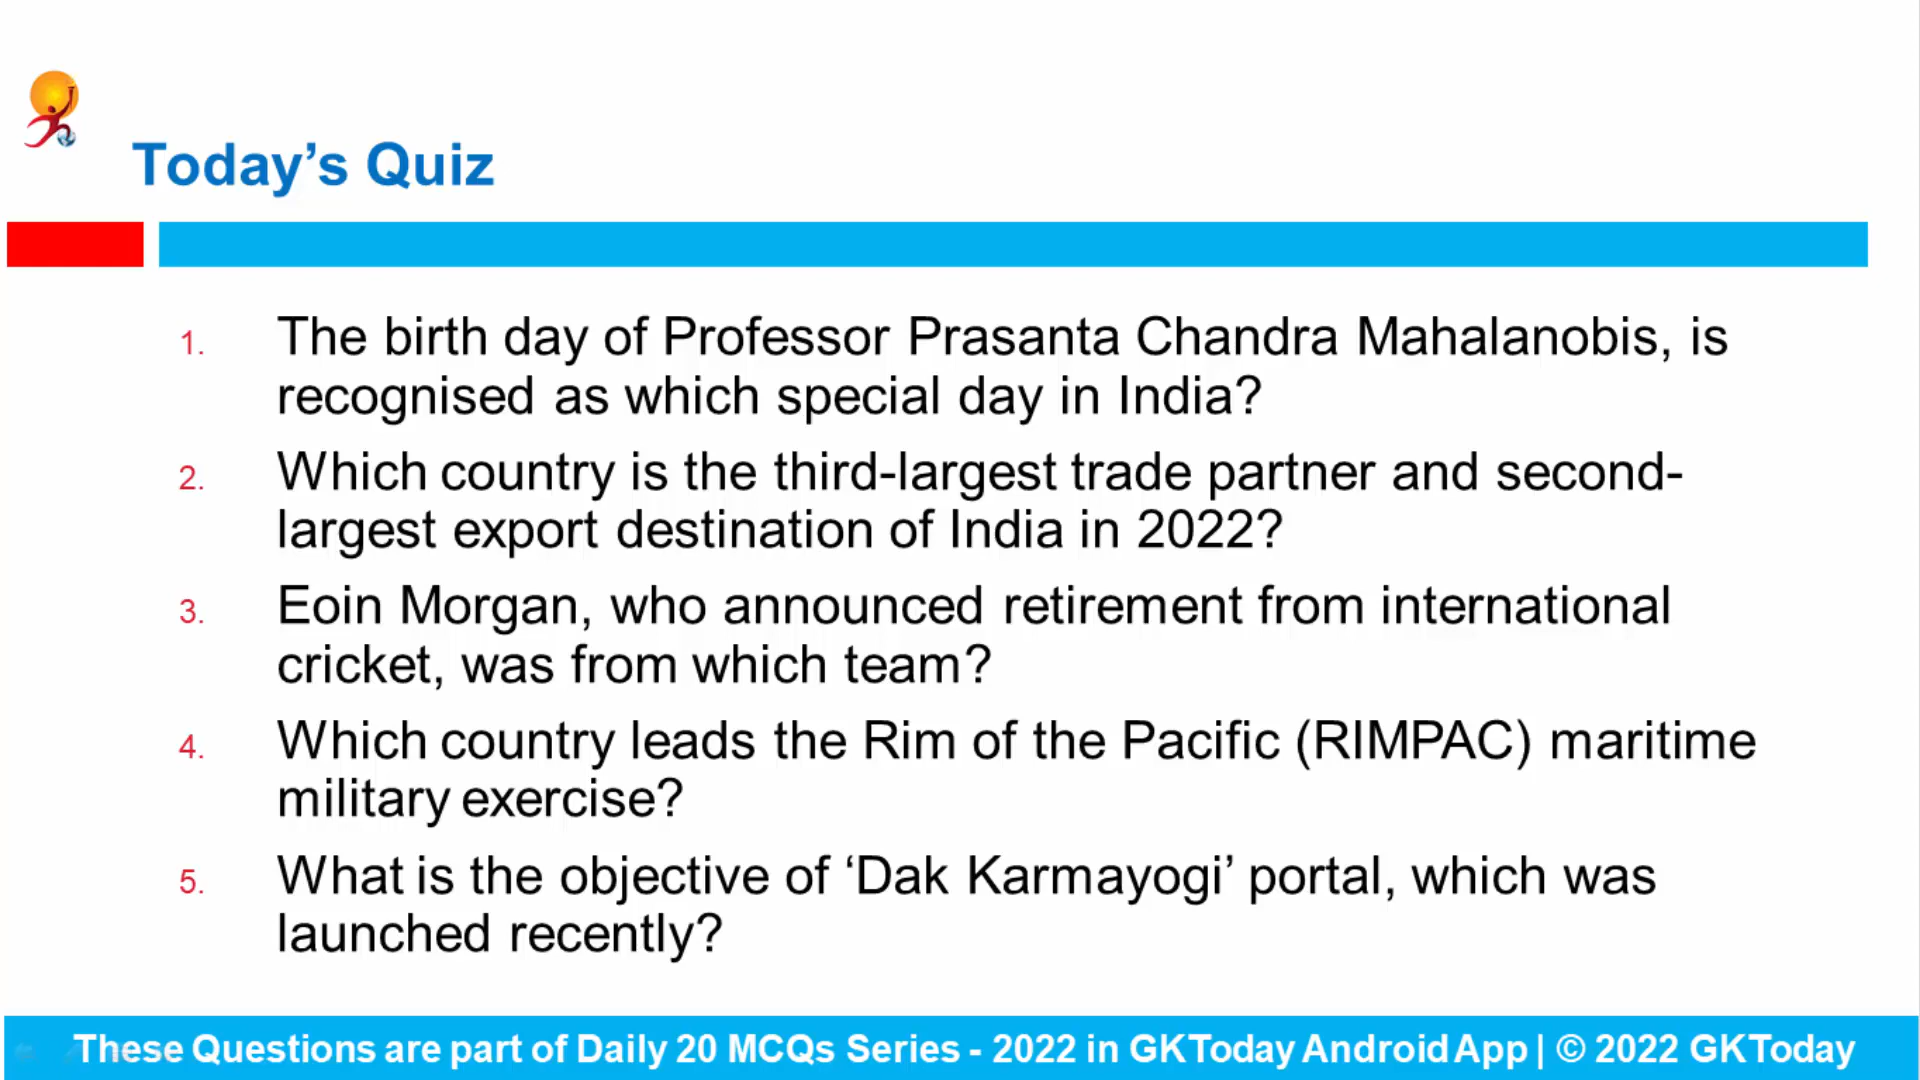 Today’s Quiz
1. The birth day of Professor Prasanta Chandra Mahalanobis, is
recognised as which special day in India?
2. Which country is the third-largest trade partner and second-
largest export destination of India in 2022?
3. Eoin Morgan, who announced retirement from international
cricket, was from which team?
4. Which country leads the Rim of the Pacific (RIMPAC) maritime
military exercise?
5. What is the objective of ‘Dak Karmayogi’ portal, which was
launched recently?
These Questions are part of Daily 20 MCQs Series - 2022 in GKToday Android App | © 2022 GKToday